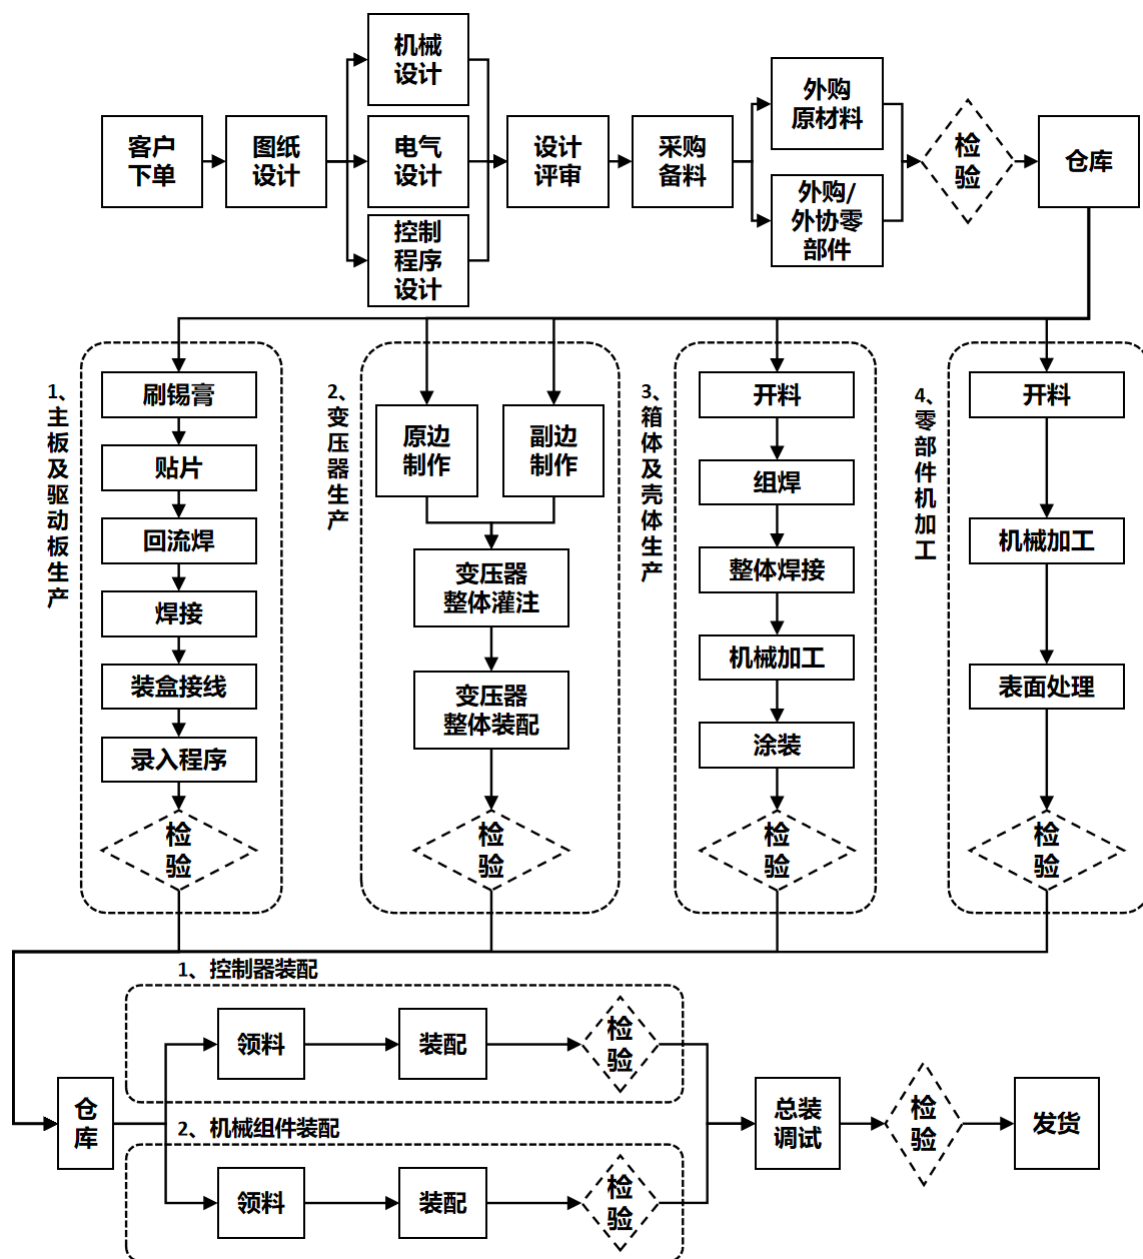 客户
下单
图纸
设计
机械
设计
电气
设计
控制
程序
设计
设计
评审
采购
备料
外购
原材料
外购/
外协零
部件
检
验
仓库
1、主板及驱动板生产
刷锡膏
贴片
回流焊
焊接
装盒接线
录入程序
检
验
2、变压器生产
原边
制作
副边
制作
变压器
整体灌注
变压器
整体装配
检
验
3、箱体及壳体生产
开料
组焊
整体焊接
机械加工
涂装
检
验
4、零部件机加工
开料
机械加工
表面处理
检
验
仓
库
1、控制器装配
领料
装配
检
验
2、机械组件装配
领料
装配
检
验
总装
调试
检
验
发货